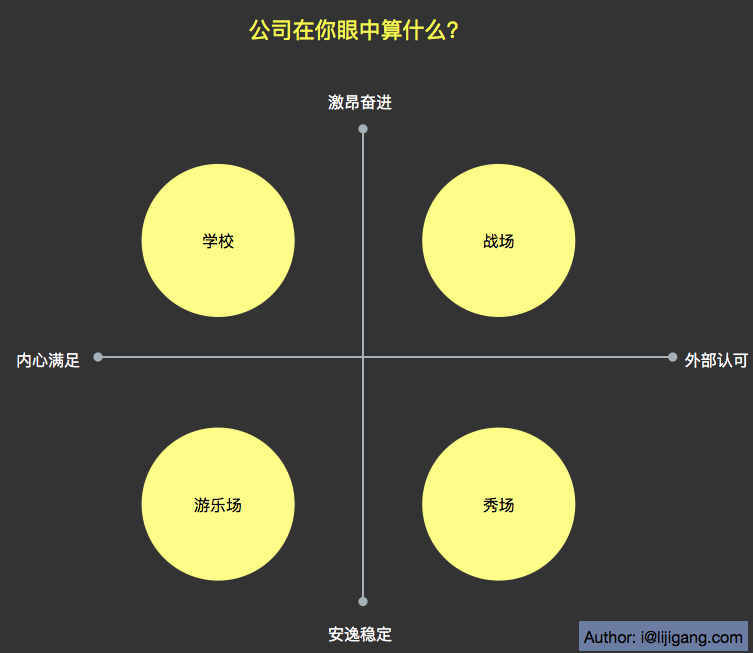 公司在你眼中算什么?
激昂奋进
学校
战场
内心满足
外部认可
游乐场
秀场
安逸稳定
Author: i@lijigang.com